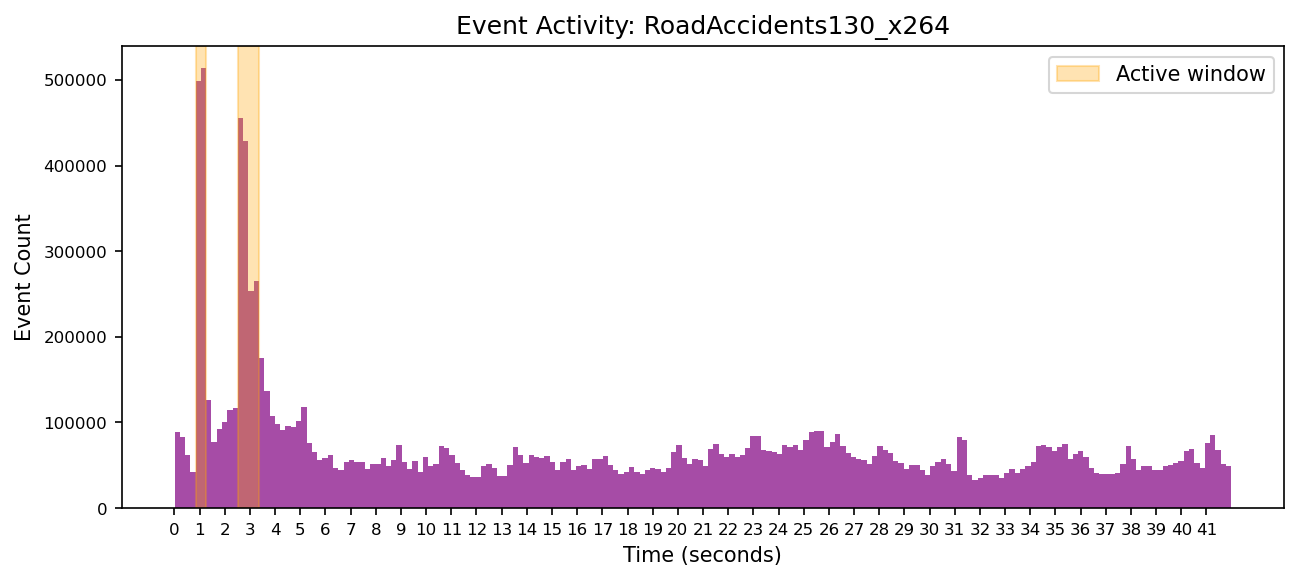 Event Activity: RoadAccidents130_x264
Active window
500000
400000
300000
200000
100000
0
Event Count
0 1 2 3 4 5 6 7 8 9 10 11 12 13 14 15 16 17 18 19 20 21 22 23 24 25 26 27 28 29 30 31 32 33 34 35 36 37 38 39 40 41
Time (seconds)